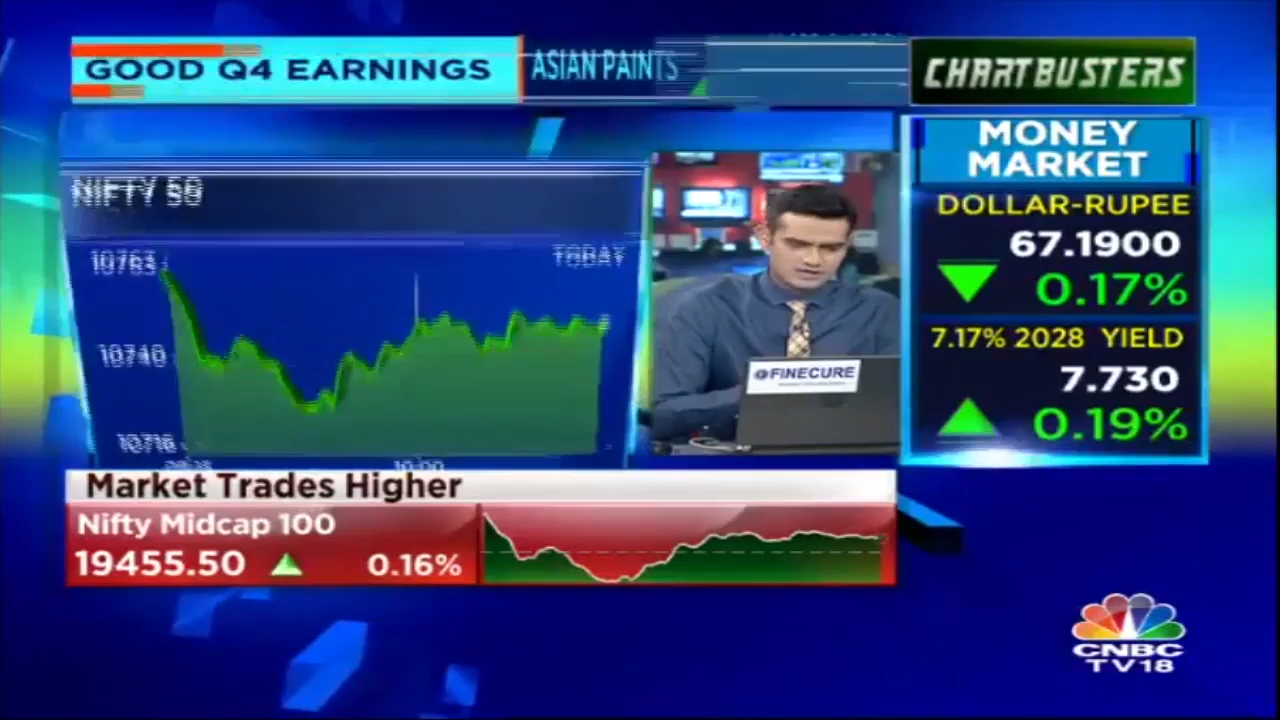 GOOD Q4 EARNINGS
ASIAN PAINTS
CHARTBUSTERS
NIFTY 50
TODAY
10763
10740
10716
10:00
MONEY
MARKET
DOLLAR-RUPEE
67.1900
0.17%
7.17% 2028 YIELD
7.730
0.19%
FINECURE
Market Trades Higher
Nifty Midcap 100
19455.50
0.16%
CNBC
TV18